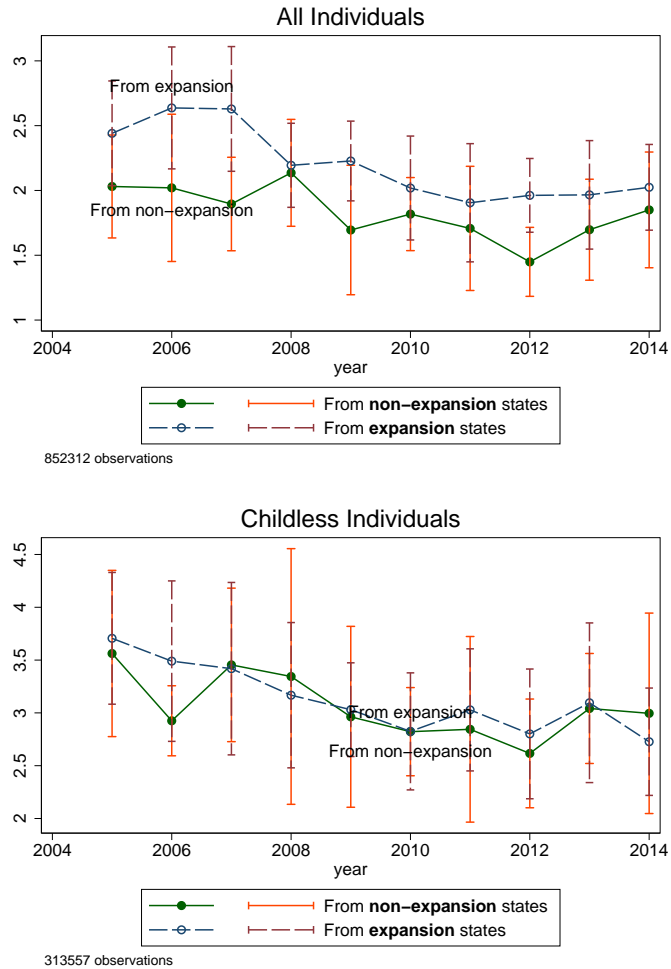 All Individuals
3
2.5
2
1.5
1
From expansion
From non−expansion
2004 2006 2008 2010 2012 2014
year
From non−expansion states
From expansion states
852312 observations
Childless Individuals
4.5
4
3.5
3
2.5
2
From expansion
From non−expansion
2004 2006 2008 2010 2012 2014
year
From non−expansion states
From expansion states
313557 observations